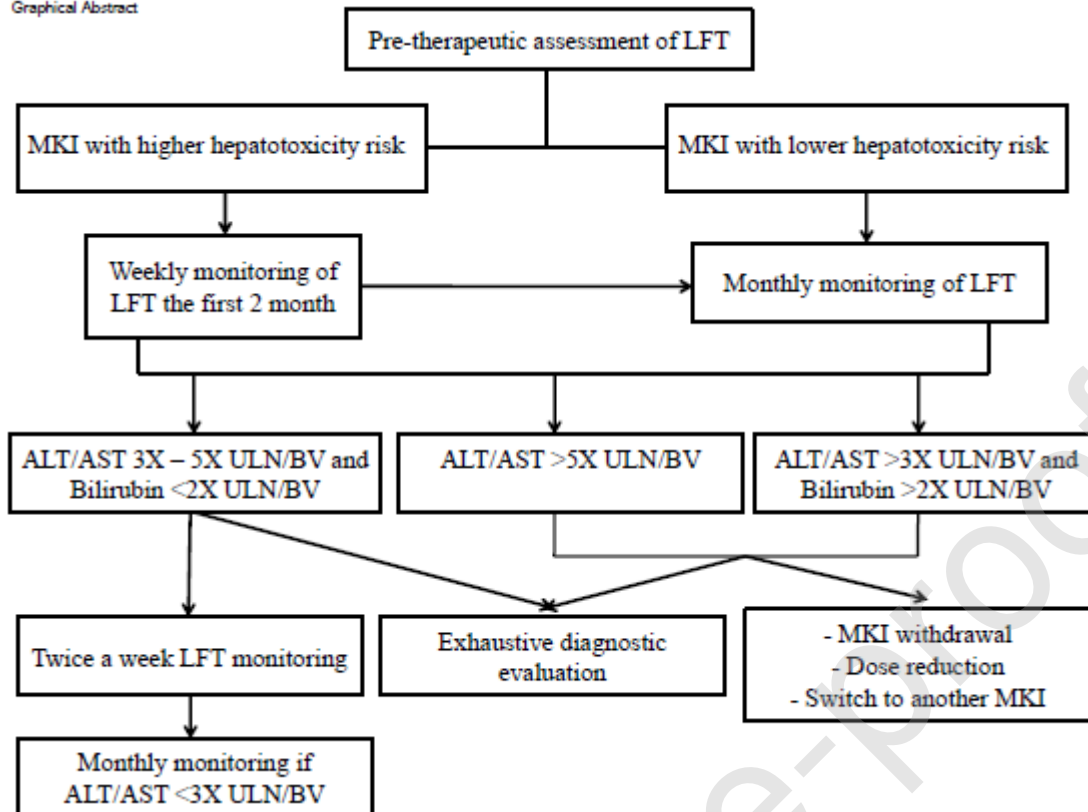 Graphical Abstract
Pre-therapeutic assessment of LFT
MKI with higher hepatotoxicity risk
MKI with lower hepatotoxicity risk
Weekly monitoring of
LFT the first 2 month
Monthly monitoring of LFT
ALT/AST 3X – 5X ULN/BV and
Bilirubin <2X ULN/BV
ALT/AST >5X ULN/BV
ALT/AST >3X ULN/BV and
Bilirubin >2X ULN/BV
Twice a week LFT monitoring
Exhaustive diagnostic
evaluation
- MKI withdrawal
- Dose reduction
- Switch to another MKI
Monthly monitoring if
ALT/AST <3X ULN/BV
e-proof